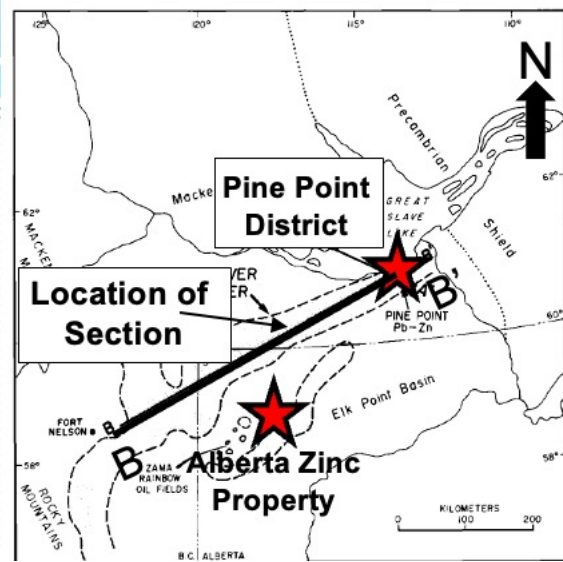 125°
120°
115°
110°
N
Precambrian
Shield
Pine Point
District
GREAT
SLAVE
LAKE
62°
62°
Location of
Section
B'
PINE POINT
Pb-Zn
60°
Elk Point Basin
FORT
NELSON
B
B
ZAMA
RAINBOW
OIL FIELDS
58°
58°
Alberta Zinc
Property
ROCKY
MOUNTAINS
KILOMETERS
0 100 200
B.C. ALBERTA